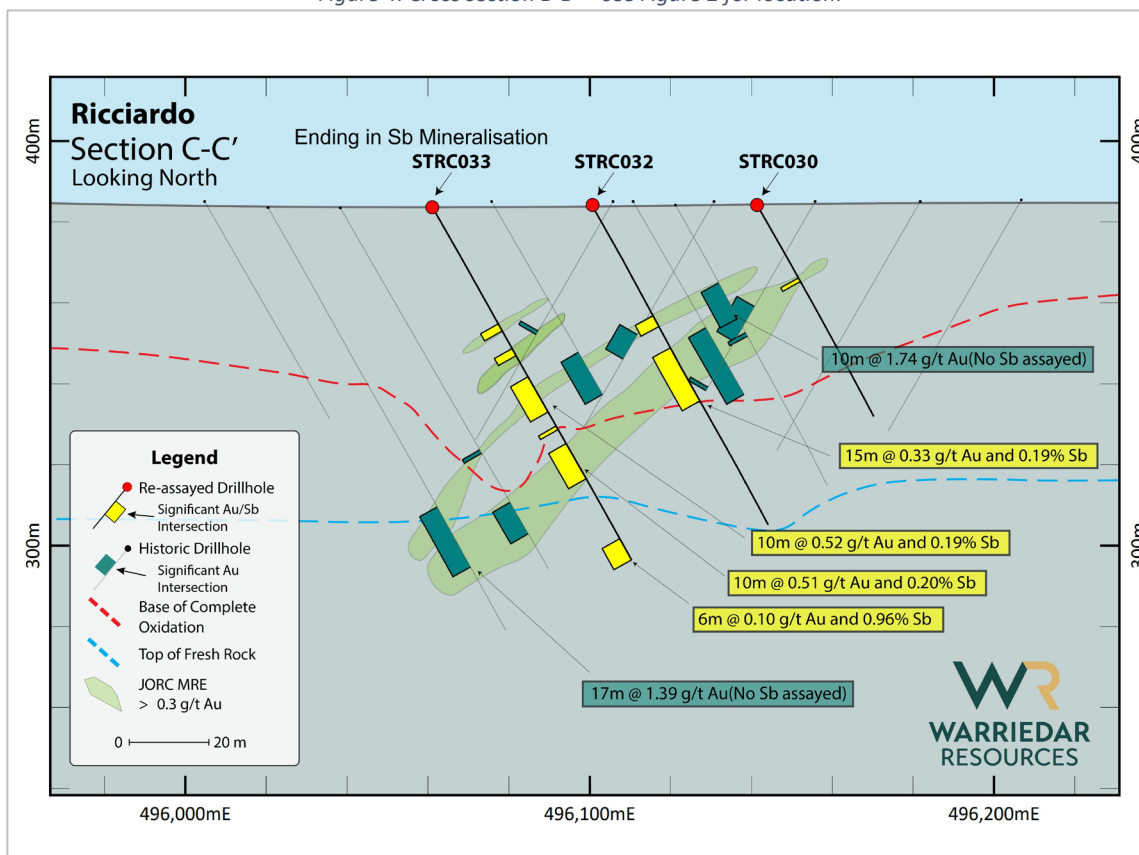 Ricciardo
Section C-C'
Looking North
Ending in Sb Mineralisation
STRC033
STRC032
STRC030
400m
400m
10m @ 1.74 g/t Au(No Sb assayed)
15m @ 0.33 g/t Au and 0.19% Sb
10m @ 0.52 g/t Au and 0.19% Sb
10m @ 0.51 g/t Au and 0.20% Sb
6m @ 0.10 g/t Au and 0.96% Sb
17m @ 1.39 g/t Au(No Sb assayed)
300m
300m
Legend
Re-assayed Drillhole
Significant Au/Sb
Intersection
Historic Drillhole
Significant Au
Intersection
Base of Complete
Oxidation
Top of Fresh Rock
JORC MRE
> 0.3 g/t Au
0
20 m
WR
WARRIEDAR
RESOURCES
496,000mE
496,100mE
496,200mE